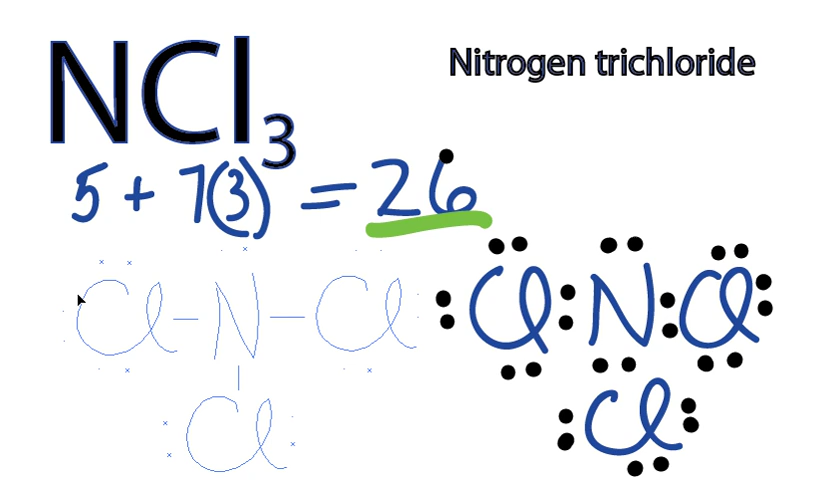 NCl3
Nitrogen trichloride
5 + 7(3) = 26
Cl – N – Cl
Cl N Cl
Cl
Cl